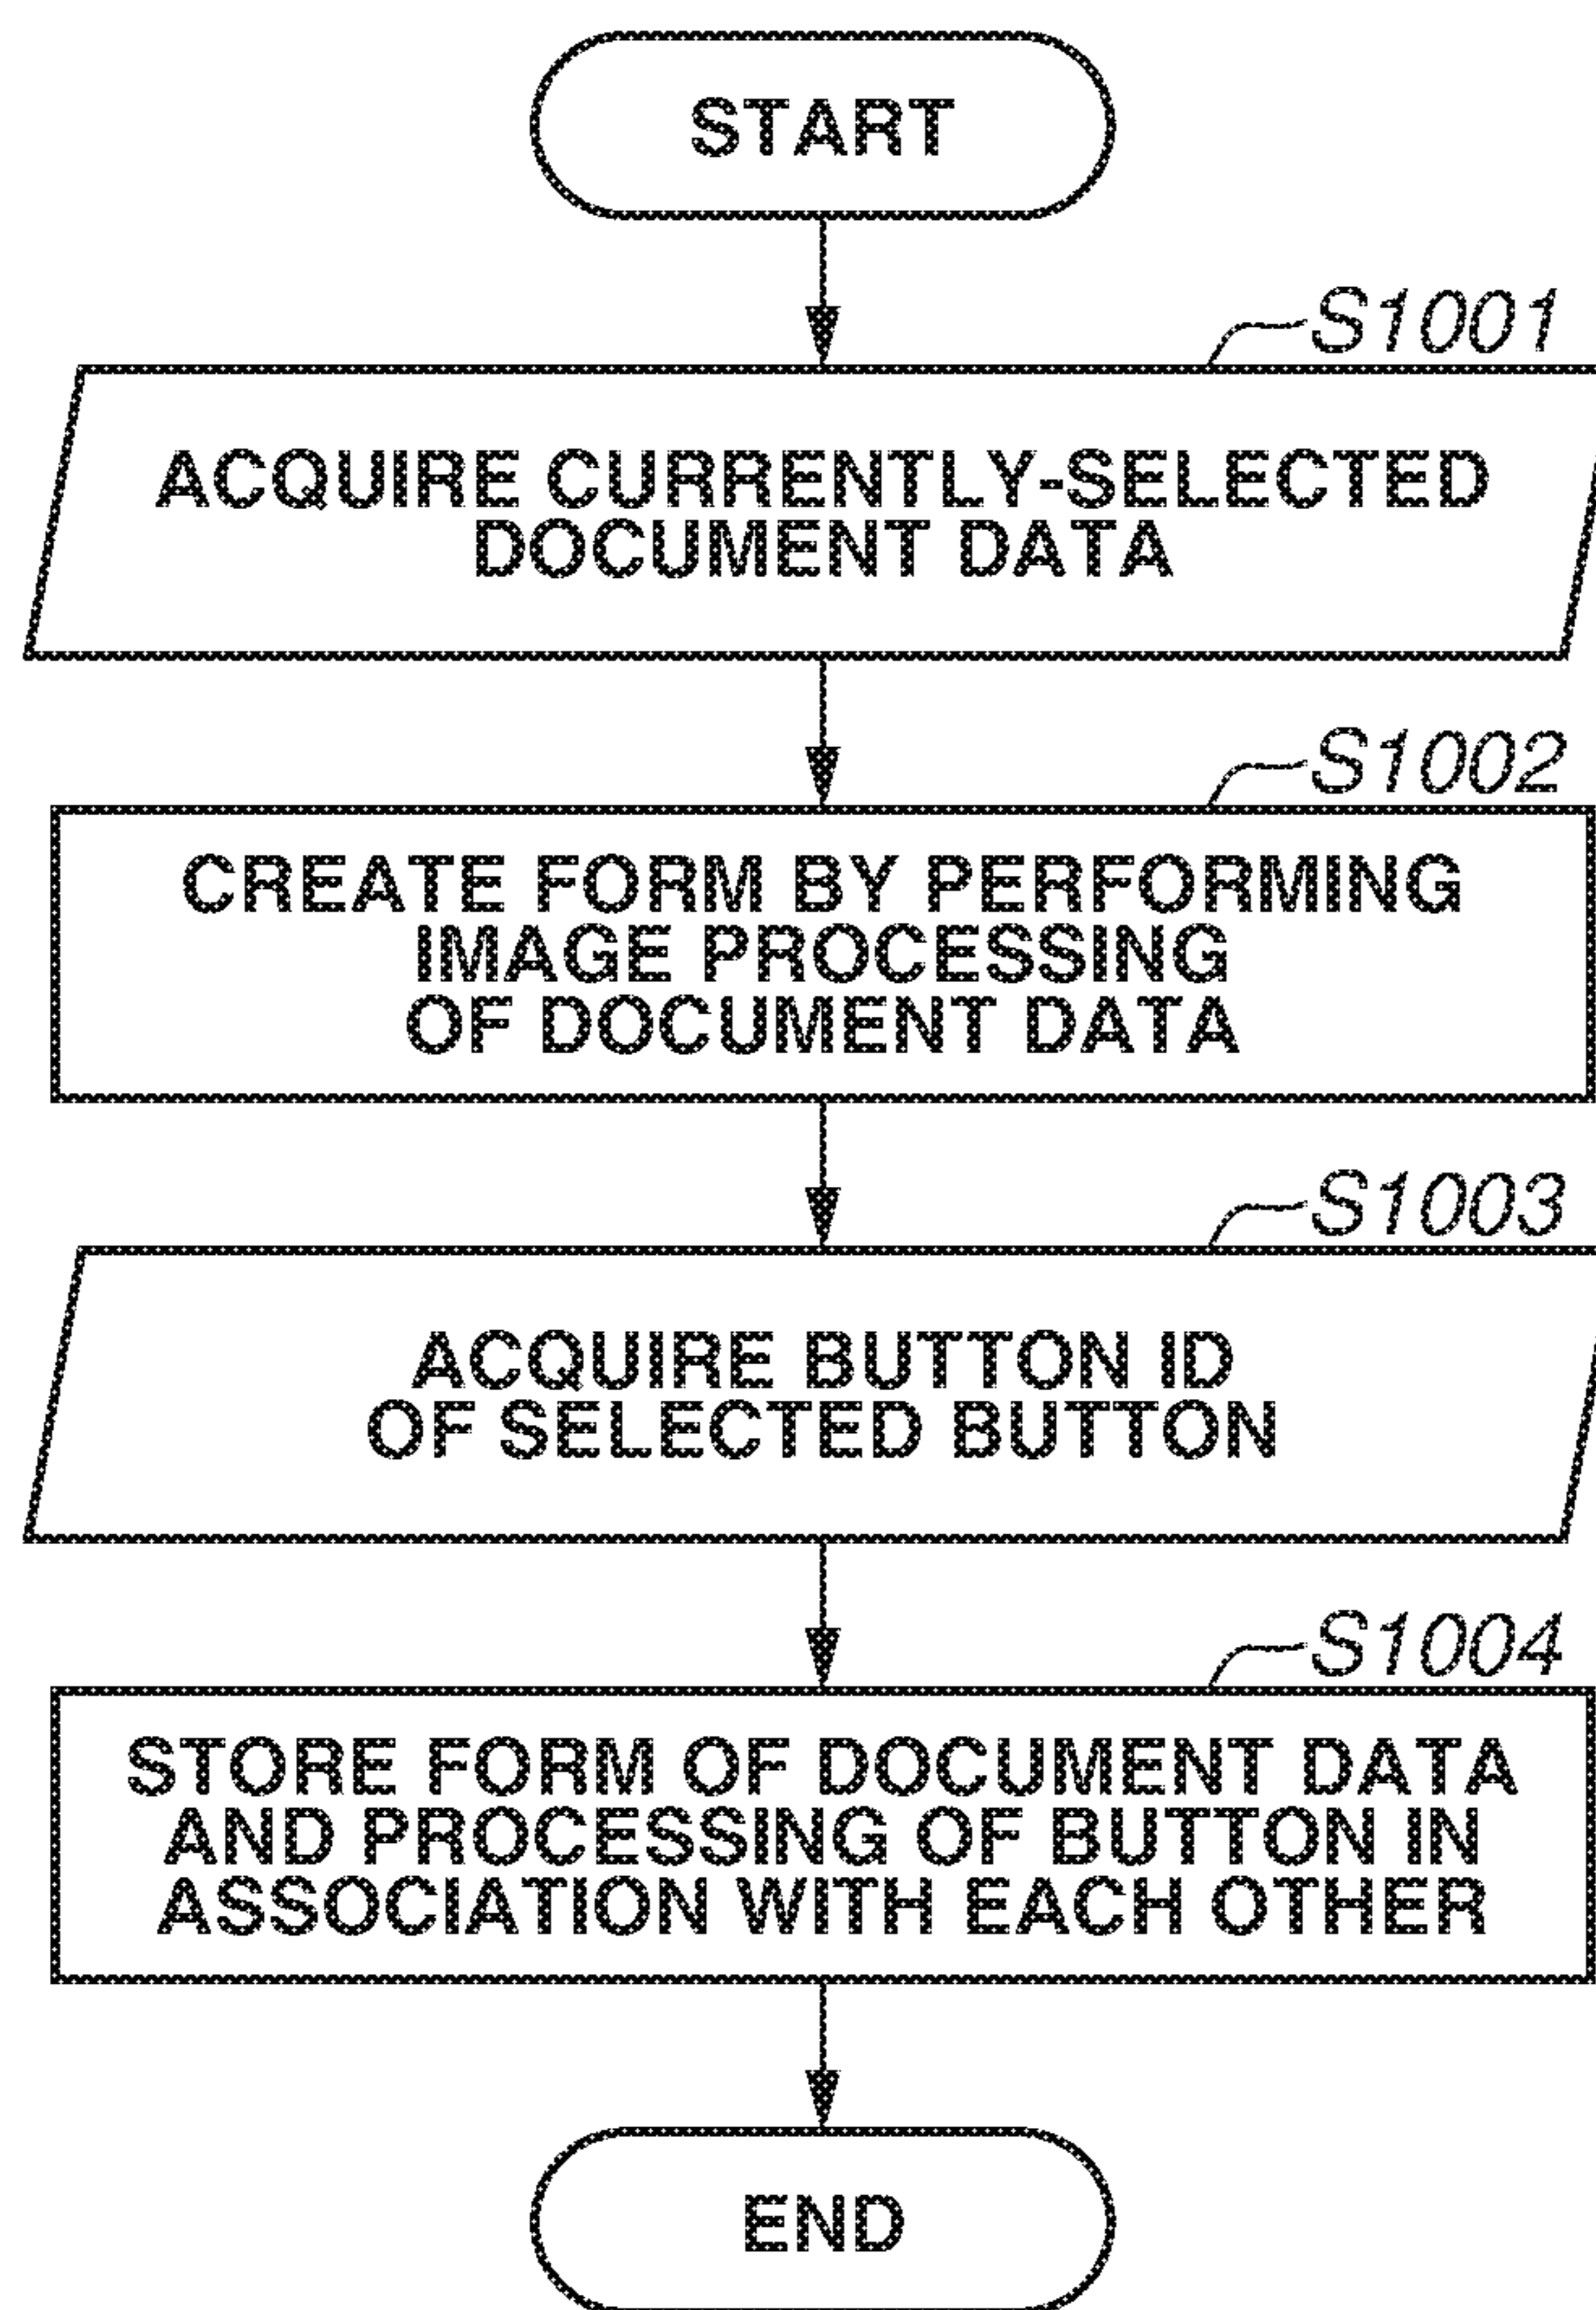 START
S1001
ACQUIRE CURRENTLY-SELECTED
DOCUMENT DATA
S1002
CREATE FORM BY PERFORMING
IMAGE PROCESSING
OF DOCUMENT DATA
S1003
ACQUIRE BUTTON ID
OF SELECTED BUTTON
S1004
STORE FORM OF DOCUMENT DATA
AND PROCESSING OF BUTTON IN
ASSOCIATION WITH EACH OTHER
END